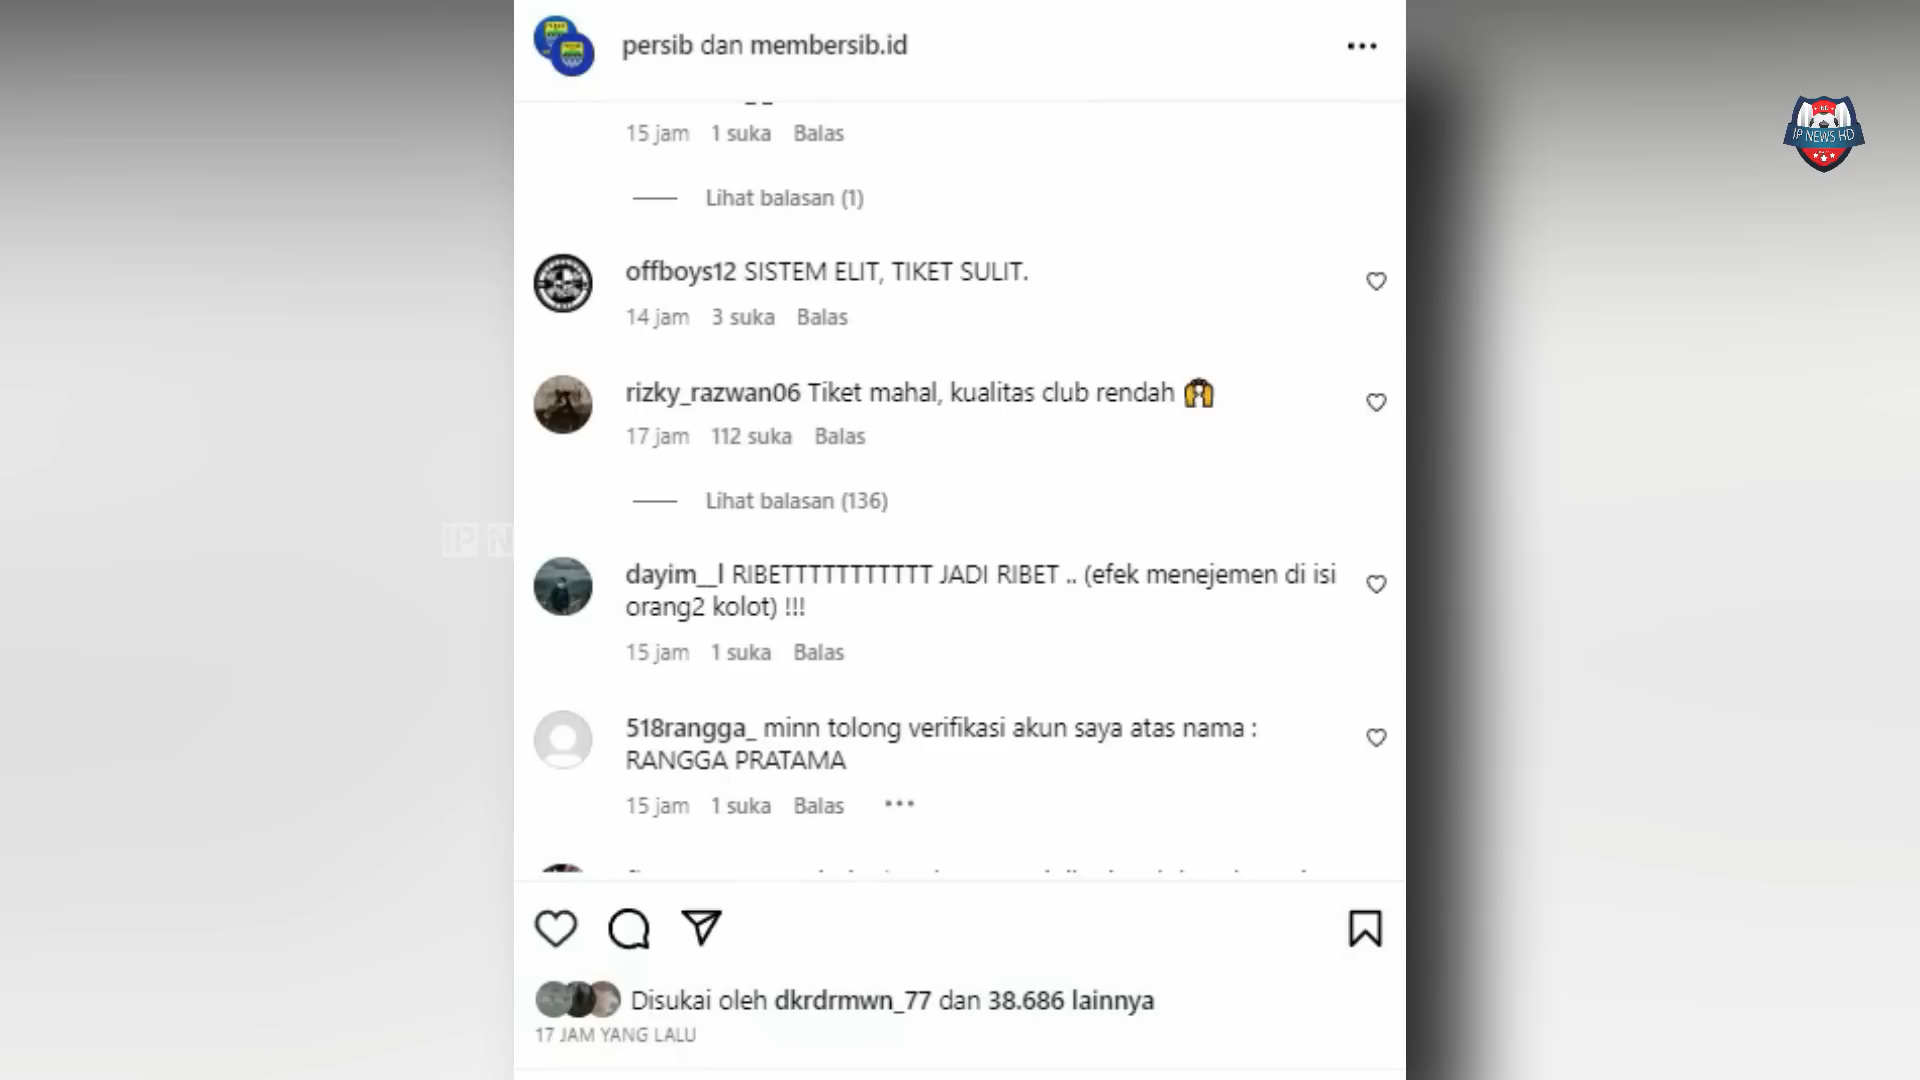 persib dan membersib.id
15 jam 1 suka Balas
Lihat balasan (1)
offboys12 SISTEM ELIT, TIKET SULIT.
14 jam 3 suka Balas
rizky_razwan06 Tiket mahal, kualitas club rendah
17 jam 112 suka Balas
Lihat balasan (136)
dayim__l RIBETTTTTTTTTTT JADI RIBET .. (efek menejemen di isi
orang2 kolot) !!!
15 jam 1 suka Balas
518rangga_ minn tolong verifikasi akun saya atas nama :
RANGGA PRATAMA
15 jam 1 suka Balas
Disukai oleh dkrdrmwn_77 dan 38.686 lainnya
17 JAM YANG LALU
IP NEWS HD
IP N